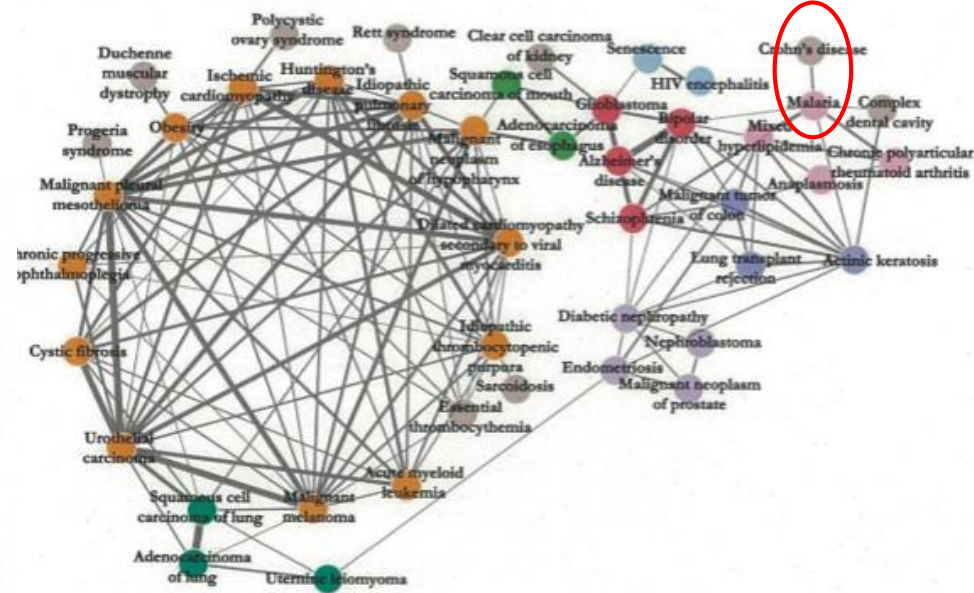 Polycystic
ovary syndrome
Rett syndrome
Clear cell carcinoma
of kidney
Senescence
Crohn's disease
Duchenne
muscular
dystrophy
Ischemic
cardiomyopathy
Huntington's
disease
Idiopathic
pulmonary
fibrosis
Squamous cell
carcinoma of mouth
HIV encephalitis
Glioblastoma
Bipolar
disorder
Malaria
Complex
dental cavity
Obesity
Malignant
neoplasm
of hypopharynx
Adenocarcinoma
of esophagus
Mixed
hyperlipidemia
Progeria
syndrome
Alzheimer's
disease
Chronic polyarticular
rheumatoid arthritis
Anaplasmosis
Malignant pleural
mesothelioma
Malignant tumor
of colon
Schizophrenia
Dilated cardiomyopathy
secondary to viral
myocarditis
hronic progressive
ophthalmoplegia
Lung transplant
rejection
Actinic keratosis
Diabetic nephropathy
Idiopathic
thrombocytopenic
purpura
Nephroblastoma
Cystic fibrosis
Endometriosis
Sarcoidosis
Malignant neoplasm
of prostate
Essential
thrombocythemia
Urothelial
carcinoma
Acute myeloid
leukemia
Squamous cell
carcinoma of lung
Malignant
melanoma
Adenocarcinoma
of lung
Uternine leiomyoma